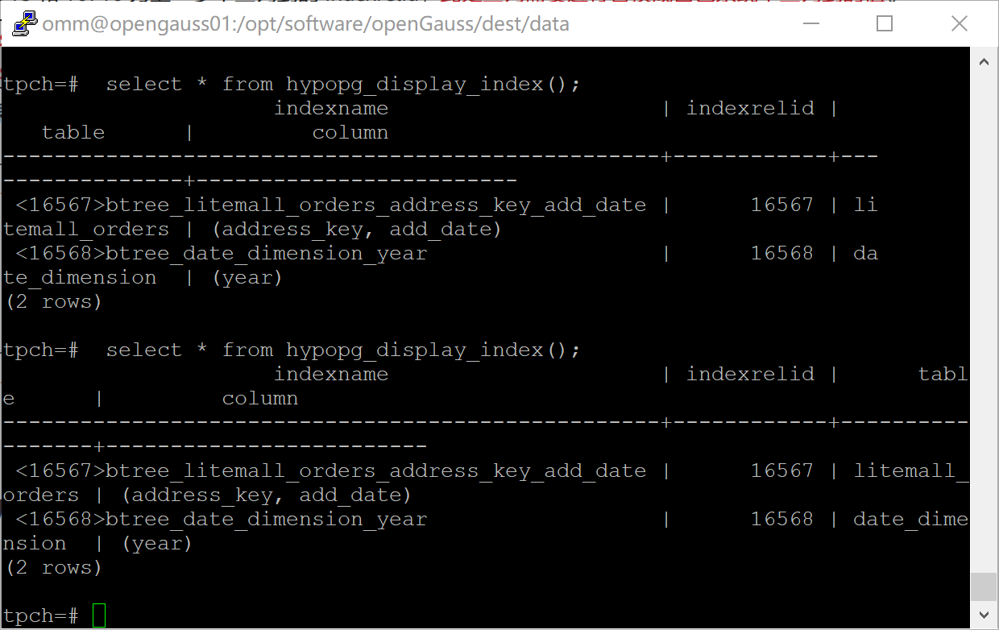 omm@opengauss01:/opt/software/openGauss/dest/data
tpch=#  select * from hypopg_display_index();
                     indexname                      | indexrelid |
   table      |         column
----------------------------------------------------+------------+---
--------------+-------------------------
 <16567>btree_litemall_orders_address_key_add_date |      16567 | li
temall_orders | (address_key, add_date)
 <16568>btree_date_dimension_year                   |      16568 | da
te_dimension  | (year)
(2 rows)
tpch=#  select * from hypopg_display_index();
                     indexname                      | indexrelid |      tabl
e      |         column
----------------------------------------------------+------------+----------
-------+-------------------------
 <16567>btree_litemall_orders_address_key_add_date |      16567 | litemall_
orders | (address_key, add_date)
 <16568>btree_date_dimension_year                   |      16568 | date_dime
nsion  | (year)
(2 rows)
tpch=#